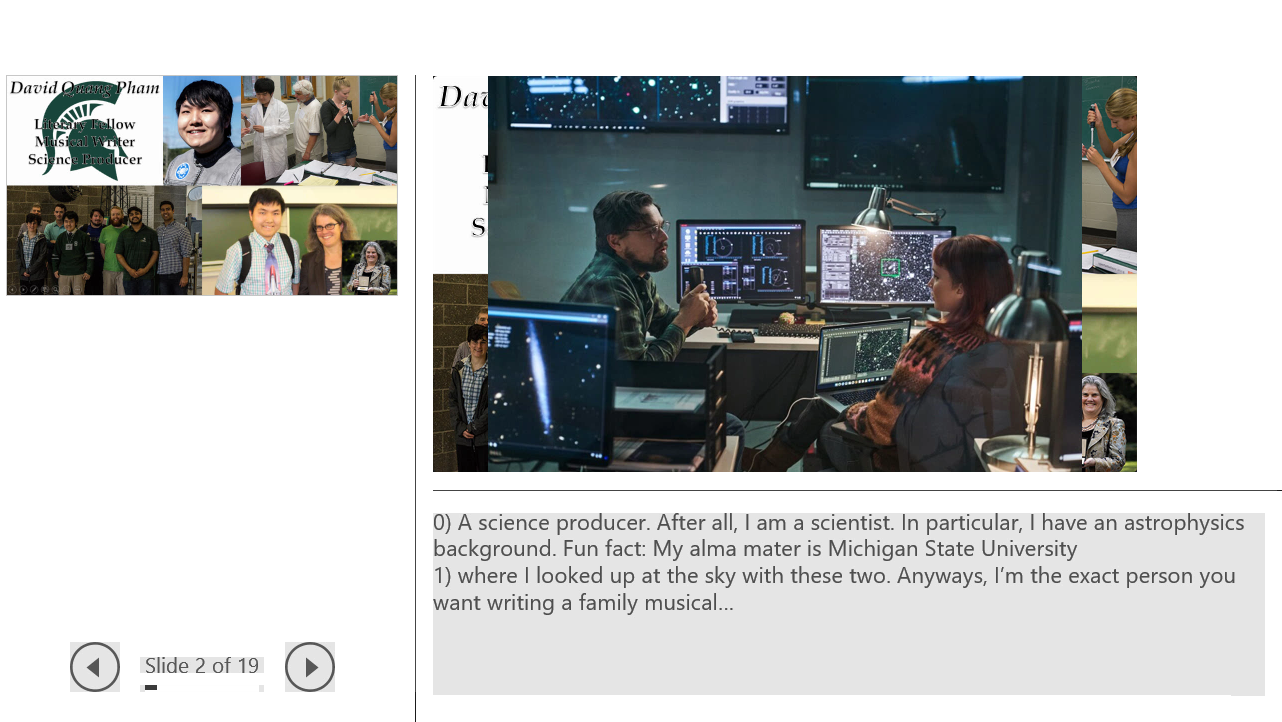 David Quang Pham
Literary Fellow
Musical Writer
Science Producer
Dav
S
0) A science producer. After all, I am a scientist. In particular, I have an astrophysics
background. Fun fact: My alma mater is Michigan State University
1) where I looked up at the sky with these two. Anyways, I’m the exact person you
want writing a family musical…
Slide 2 of 19